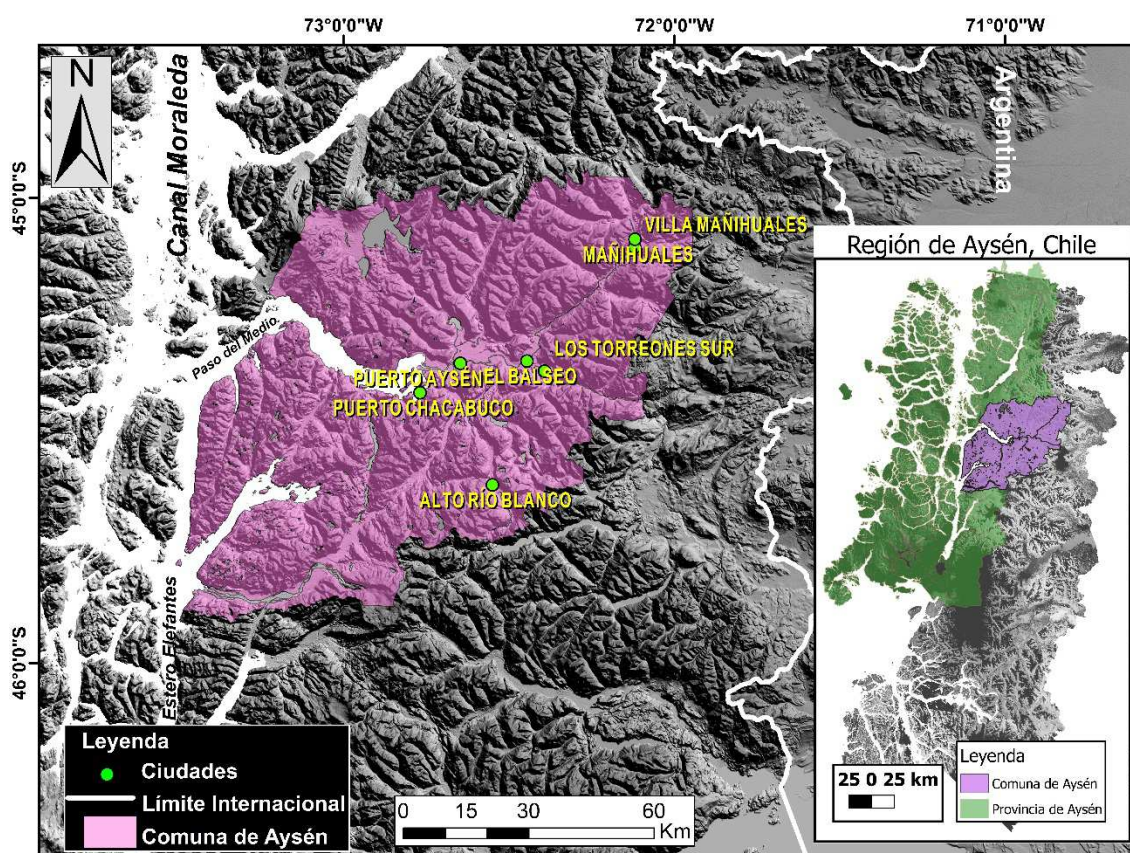 73°0'0"W
72°0'0"W
71°0'0"W
N
Canal Moraleda
Argentina
45°0'0"S
VILLA MAÑIHUALES
MAÑIHUALES
Región de Aysén, Chile
Paso del Medio
LOS TORREONES SUR
PUERTO AYSÉN
EL BALSEO
PUERTO CHACABUCO
ALTO RÍO BLANCO
46°0'0"S
Estero Elefantes
Leyenda
Ciudades
Límite Internacional
Comuna de Aysén
0 15 30 60
Km
25 0 25 km
Leyenda
Comuna de Aysén
Provincia de Aysén